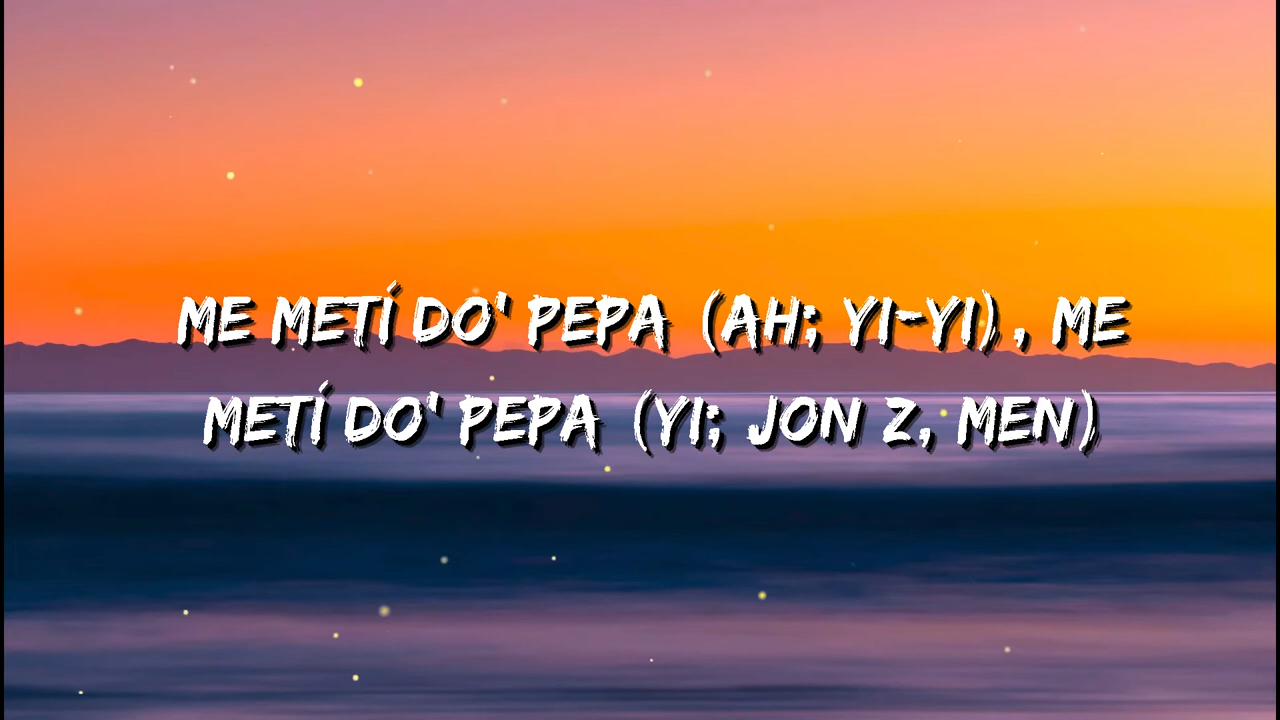 ME METÍ DO' PEPA (AH; YI-YI), ME
METÍ DO' PEPA (YI; JON Z, MEN)